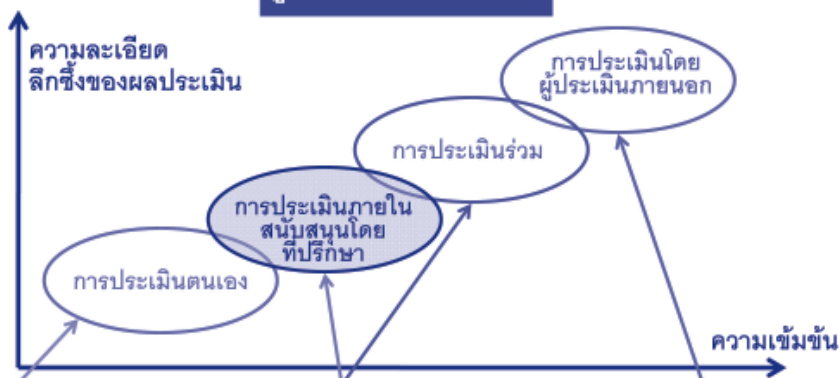 ความละเอียด
ลึกซึ้งของผลประเมิน
การประเมินโดย
ผู้ประเมินภายนอก
การประเมินร่วม
การประเมินภายใน
สนับสนุนโดย
ที่ปรึกษา
การประเมินตนเอง
ความเข้มข้น